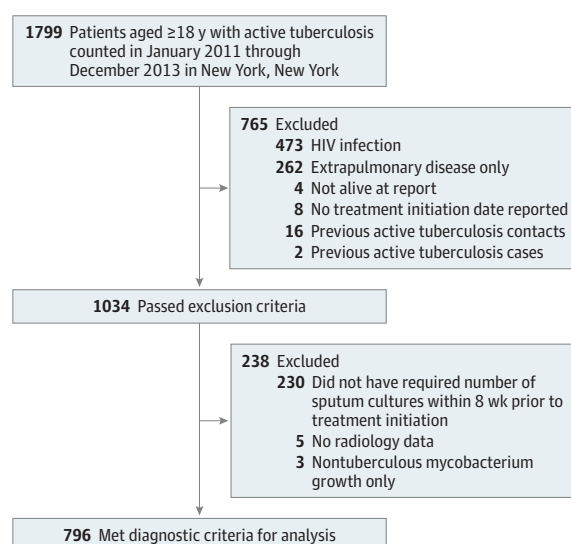 1799 Patients aged ≥18 y with active tuberculosis
counted in January 2011 through
December 2013 in New York, New York
765 Excluded
473 HIV infection
262 Extrapulmonary disease only
4 Not alive at report
8 No treatment initiation date reported
16 Previous active tuberculosis contacts
2 Previous active tuberculosis cases
1034 Passed exclusion criteria
238 Excluded
230 Did not have required number of
sputum cultures within 8 wk prior to
treatment initiation
5 No radiology data
3 Nontuberculous mycobacterium
growth only
796 Met diagnostic criteria for analysis